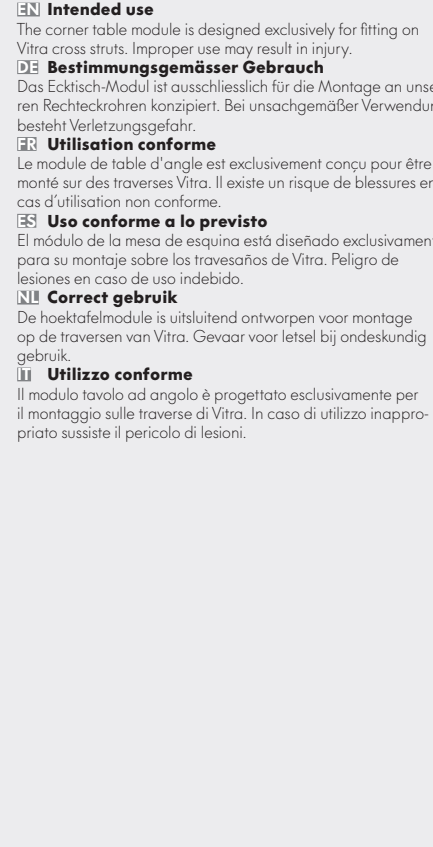 EN Intended use
The corner table module is designed exclusively for fitting on
Vitra cross struts. Improper use may result in injury.
DE Bestimmungsgemässer Gebrauch
Das Ecktisch-Modul ist ausschliesslich für die Montage an unse
ren Rechteckrohren konzipiert. Bei unsachgemäßer Verwendun
besteht Verletzungsgefahr.
FR Utilisation conforme
Le module de table d'angle est exclusivement conçu pour être
monté sur des traverses Vitra. Il existe un risque de blessures en
cas d’utilisation non conforme.
ES Uso conforme a lo previsto
El módulo de la mesa de esquina está diseñado exclusivament
para su montaje sobre los travesaños de Vitra. Peligro de
lesiones en caso de uso indebido.
NL Correct gebruik
De hoektafelmodule is uitsluitend ontworpen voor montage
op de traversen van Vitra. Gevaar voor letsel bij ondeskundig
gebruik.
IT Utilizzo conforme
Il modulo tavolo ad angolo è progettato esclusivamente per
il montaggio sulle traverse di Vitra. In caso di utilizzo inappro-
priato sussiste il pericolo di lesioni.